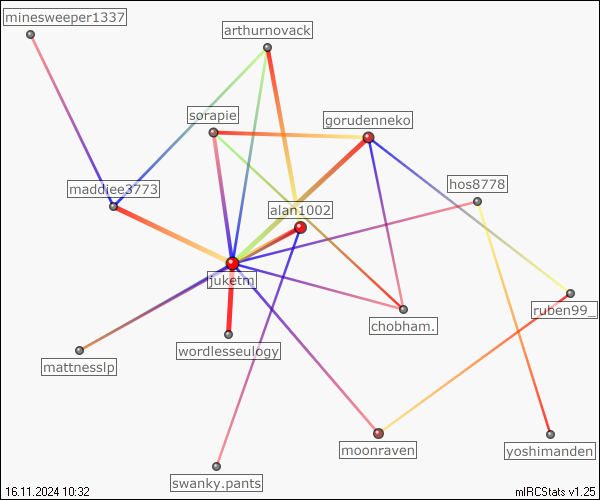 minesweeper1337
arthurnovack
sorapie
gorudenneko
maddiee3773
hos8778
alan1002
juketm
ruben99_
chobham.
wordlesseulogy
mattnesslp
moonraven
yoshimanden
swanky.pants
16.11.2024 10:32
mIRCStats v1.25